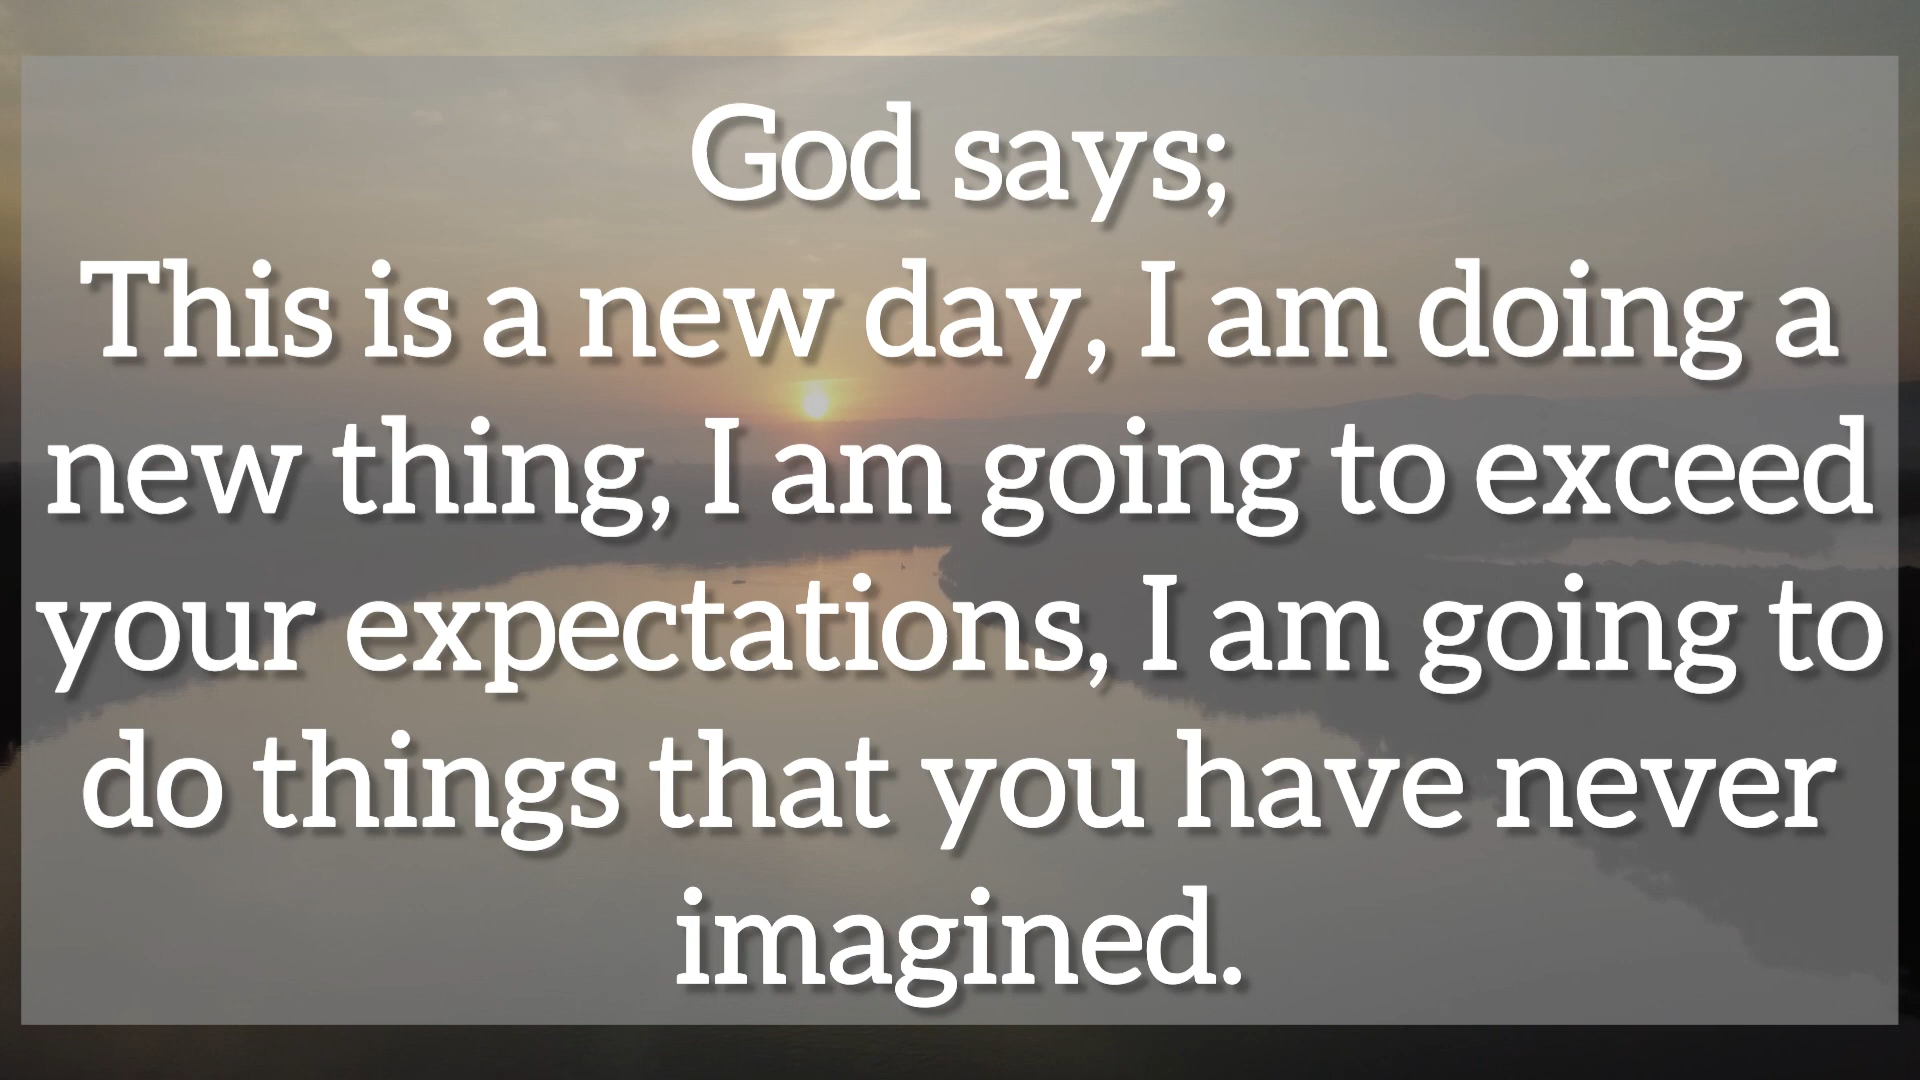 God says;
This is a new day, I am doing a
new thing, I am going to exceed
your expectations, I am going to
do things that you have never
imagined.